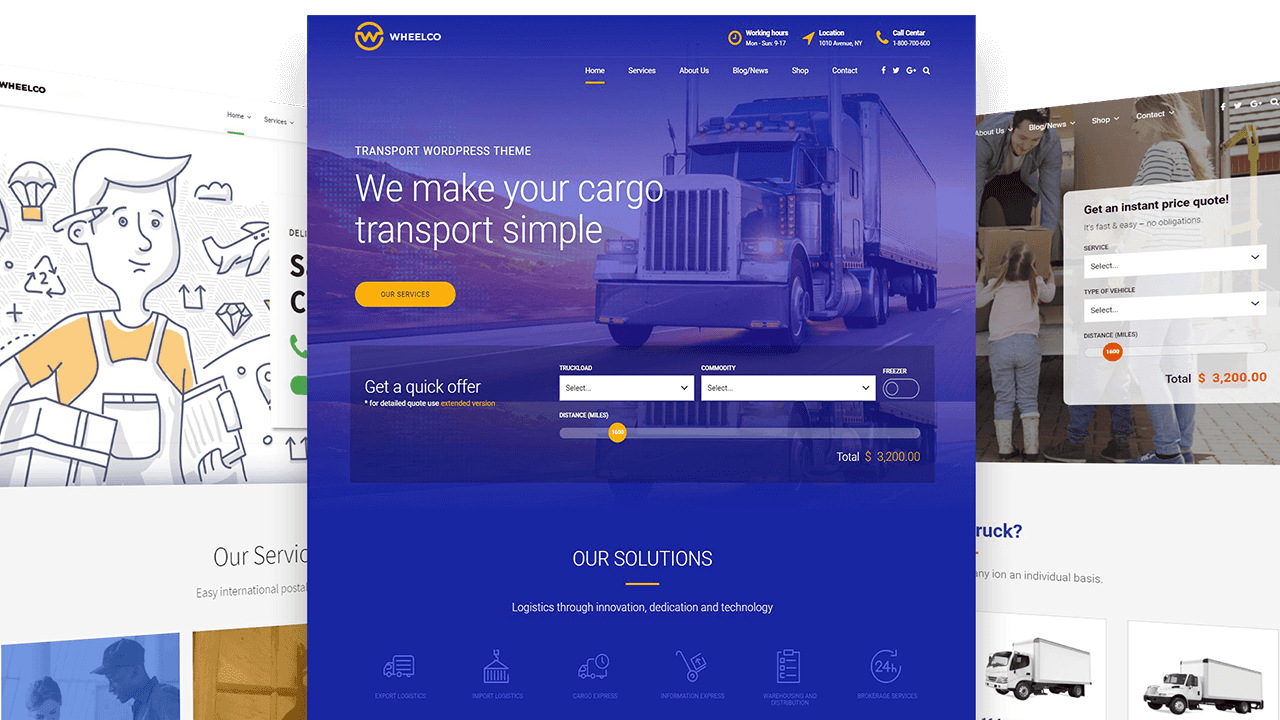 WHEELCO
Home
Services
DELI
Our Servic
Easy international postal
WHEELCO
Working hours
Mon - Sun: 9-17
Location
1010 Avenue, NY
Call Centar
1-800-700-600
Home
Services
About Us
Blog/News
Shop
Contact
TRANSPORT WORDPRESS THEME
We make your cargo
transport simple
OUR SERVICES
Get a quick offer
* for detailed quote use extended version
TRUCKLOAD
Select...
COMMODITY
Select...
FREEZER
DISTANCE (MILES)
1600
Total $ 3,200.00
OUR SOLUTIONS
Logistics through innovation, dedication and technology
EXPORT LOGISTICS
IMPORT LOGISTICS
CARGO EXPRESS
INFORMATION EXPRESS
WAREHOUSING AND
DISTRIBUTION
24h
BROKERAGE SERVICES
About Us
Blog/News
Shop
Contact
Get an instant price quote!
It's fast & easy – no obligations.
SERVICE
Select...
TYPE OF VEHICLE
Select...
DISTANCE (MILES)
1600
Total $ 3,200.00
ruck?
any ion an individual basis.